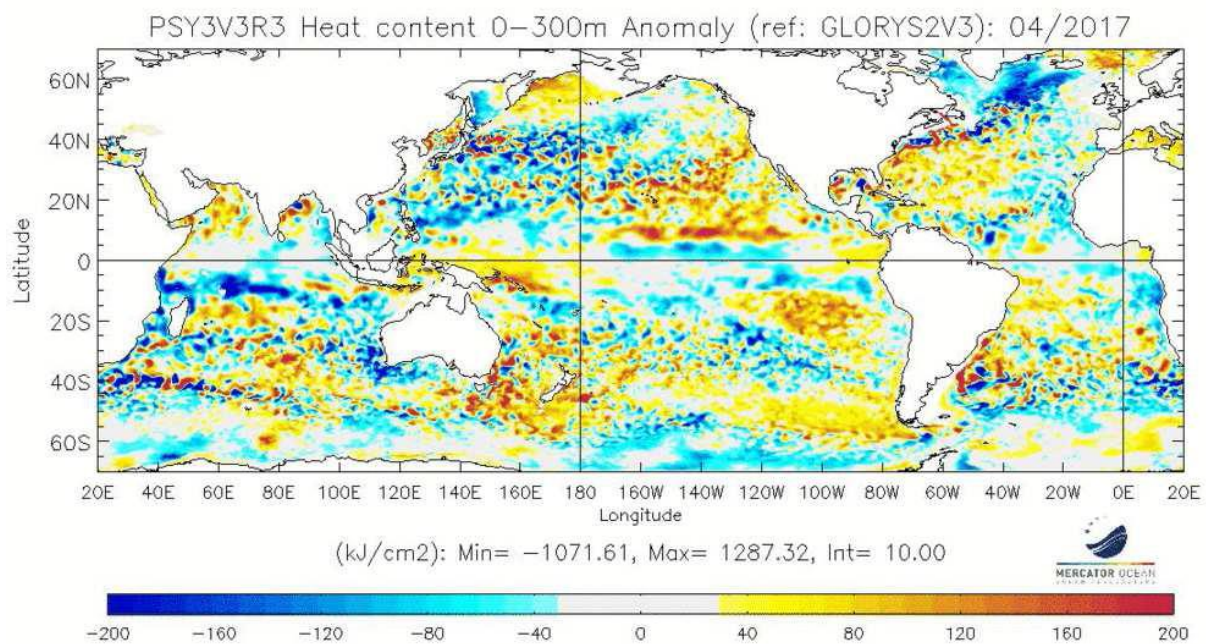 PSY3V3R3 Heat content 0-300m Anomaly (ref: GLORYS2V3): 04/2017
60N
40N
20N
0
20S
40S
60S
Latitude
20E 40E 60E 80E 100E 120E 140E 160E 180 160W 140W 120W 100W 80W 60W 40W 20W 0E 20E
Longitude
(kJ/cm2): Min= -1071.61, Max= 1287.32, Int= 10.00
MERCATOR OCEAN
-200 -160 -120 -80 -40 0 40 80 120 160 200